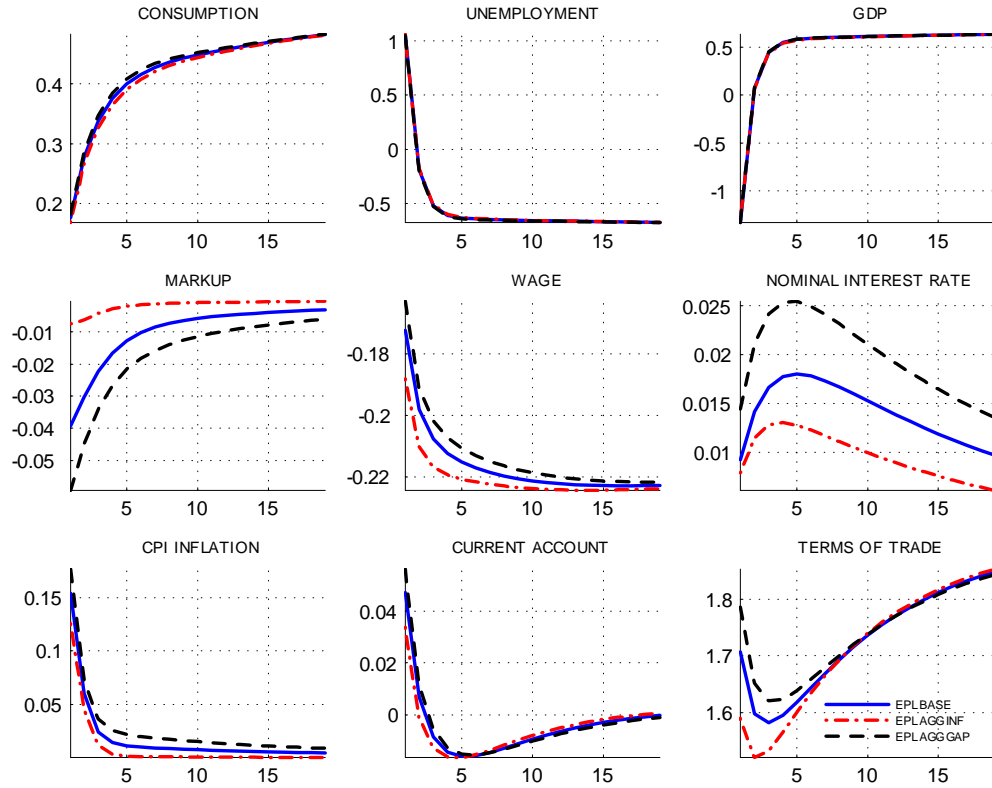 CONSUMPTION
0.4
0.3
0.2
5 10 15
UNEMPLOYMENT
1
0.5
0
-0.5
5 10 15
GDP
0.5
0
-0.5
-1
5 10 15
MARKUP
-0.01
-0.02
-0.03
-0.04
-0.05
5 10 15
WAGE
-0.18
-0.2
-0.22
5 10 15
NOMINAL INTEREST RATE
0.025
0.02
0.015
0.01
5 10 15
CPI INFLATION
0.15
0.1
0.05
5 10 15
CURRENT ACCOUNT
0.04
0.02
0
5 10 15
TERMS OF TRADE
1.8
1.7
1.6
EPLBASE
EPLAGGINF
EPLAGGGAP
5 10 15